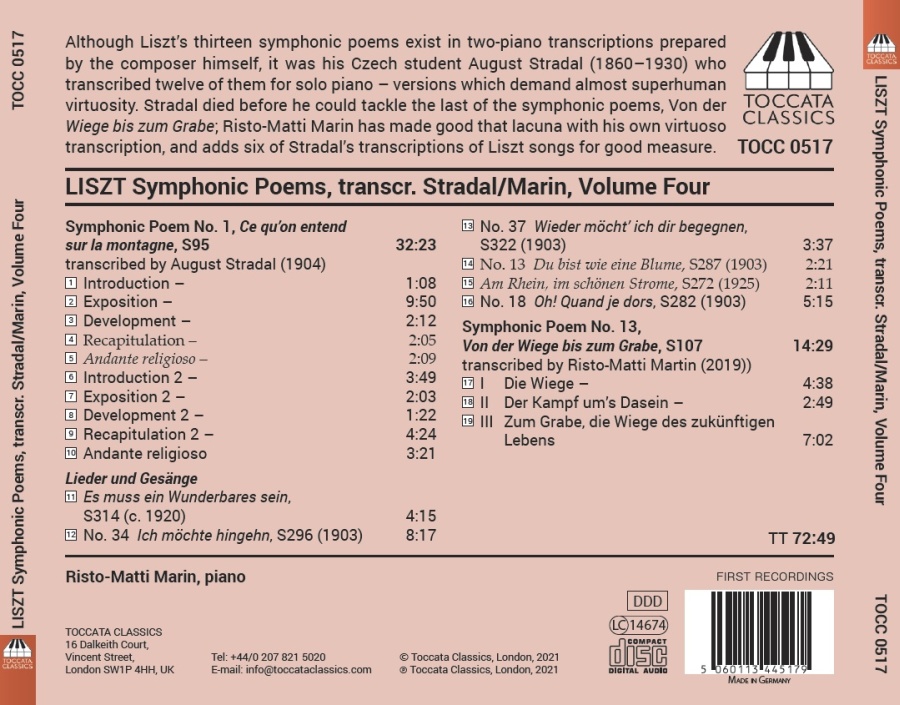 TOCC 0517
LISZT Symphonic Poems, transcr. Stradal/Marin, Volume Four
TOCCATA
CLASSICS
Although Liszt's thirteen symphonic poems exist in two-piano transcriptions prepared
by the composer himself, it was his Czech student August Stradal (1860–1930) who
transcribed twelve of them for solo piano – versions which demand almost superhuman
virtuosity. Stradal died before he could tackle the last of the symphonic poems, Von der
Wiege bis zum Grabe; Risto-Matti Marin has made good that lacuna with his own virtuoso
transcription, and adds six of Stradal's transcriptions of Liszt songs for good measure.
TOCCATA
CLASSICS
TOCC 0517
LISZT Symphonic Poems, transcr. Stradal/Marin, Volume Four
Symphonic Poem No. 1, Ce qu'on entend
sur la montagne, S95 32:23
transcribed by August Stradal (1904)
1 Introduction – 1:08
2 Exposition – 9:50
3 Development – 2:12
4 Recapitulation – 2:05
5 Andante religioso – 2:09
6 Introduction 2 – 3:49
7 Exposition 2 – 2:03
8 Development 2 – 1:22
9 Recapitulation 2 – 4:24
10 Andante religioso 3:21
Lieder und Gesänge
11 Es muss ein Wunderbares sein,
S314 (c. 1920) 4:15
12 No. 34 Ich möchte hingehn, S296 (1903) 8:17
13 No. 37 Wieder möcht' ich dir begegnen,
S322 (1903) 3:37
14 No. 13 Du bist wie eine Blume, S287 (1903) 2:21
15 Am Rhein, im schönen Strome, S272 (1925) 2:11
16 No. 18 Oh! Quand je dors, S282 (1903) 5:15
Symphonic Poem No. 13,
Von der Wiege bis zum Grabe, S107 14:29
transcribed by Risto-Matti Martin (2019))
17 I Die Wiege – 4:38
18 II Der Kampf um's Dasein – 2:49
19 III Zum Grabe, die Wiege des zukünftigen
Lebens 7:02
TT 72:49
Risto-Matti Marin, piano
FIRST RECORDINGS
TOCCATA CLASSICS
16 Dalkeith Court,
Vincent Street,
London SW1P 4HH, UK
Tel: +44/0 207 821 5020
E-mail: info@toccataclassics.com
© Toccata Classics, London, 2021
℗ Toccata Classics, London, 2021
DDD
LC 14674
COMPACT
disc
DIGITAL AUDIO
5 060113 445179
MADE IN GERMANY
TOCCATA
CLASSICS
LISZT Symphonic Poems, transcr. Stradal/Marin, Volume Four
TOCC 0517